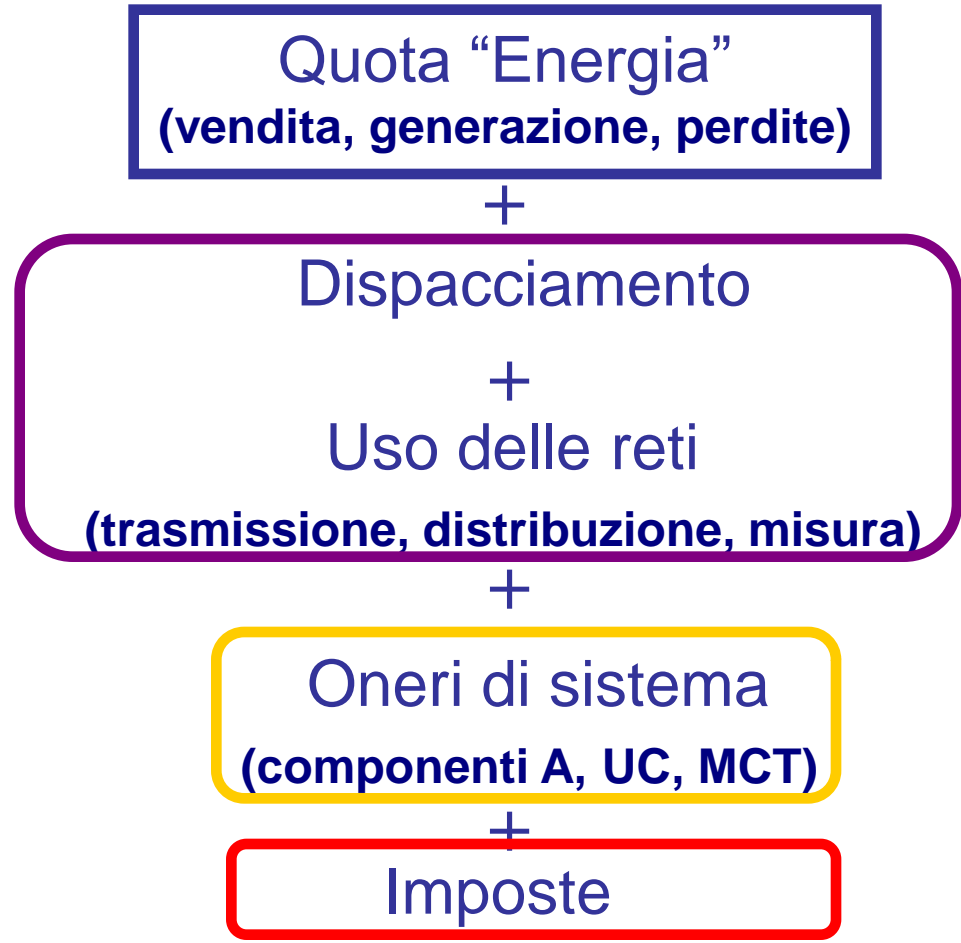 Quota “Energia”
(vendita, generazione, perdite)
+
Dispacciamento
+
Uso delle reti
(trasmissione, distribuzione, misura)
+
Oneri di sistema
(componenti A, UC, MCT)
+
Imposte